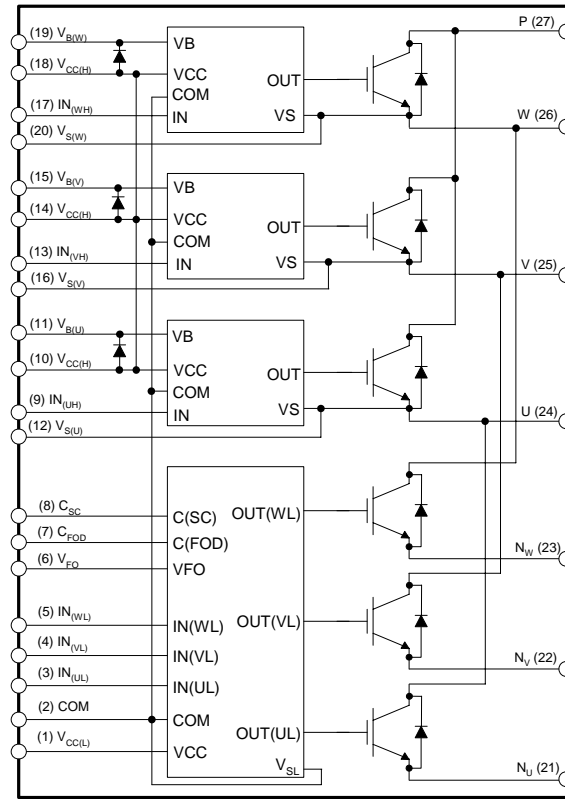 (19) VB(W)
(18) VCC(H)
(17) IN(WH)
(20) VS(W)
VB
VCC
COM
IN
OUT
VS
P (27)
W (26)
(15) VB(V)
(14) VCC(H)
(13) IN(VH)
(16) VS(V)
VB
VCC
COM
IN
OUT
VS
V (25)
(11) VB(U)
(10) VCC(H)
(9) IN(UH)
(12) VS(U)
VB
VCC
COM
IN
OUT
VS
U (24)
(8) CSC
(7) CFOD
(6) VFO
(5) IN(WL)
(4) IN(VL)
(3) IN(UL)
(2) COM
(1) VCC(L)
C(SC)
C(FOD)
VFO
IN(WL)
IN(VL)
IN(UL)
COM
VCC
OUT(WL)
OUT(VL)
OUT(UL)
VSL
NW (23)
NV (22)
NU (21)